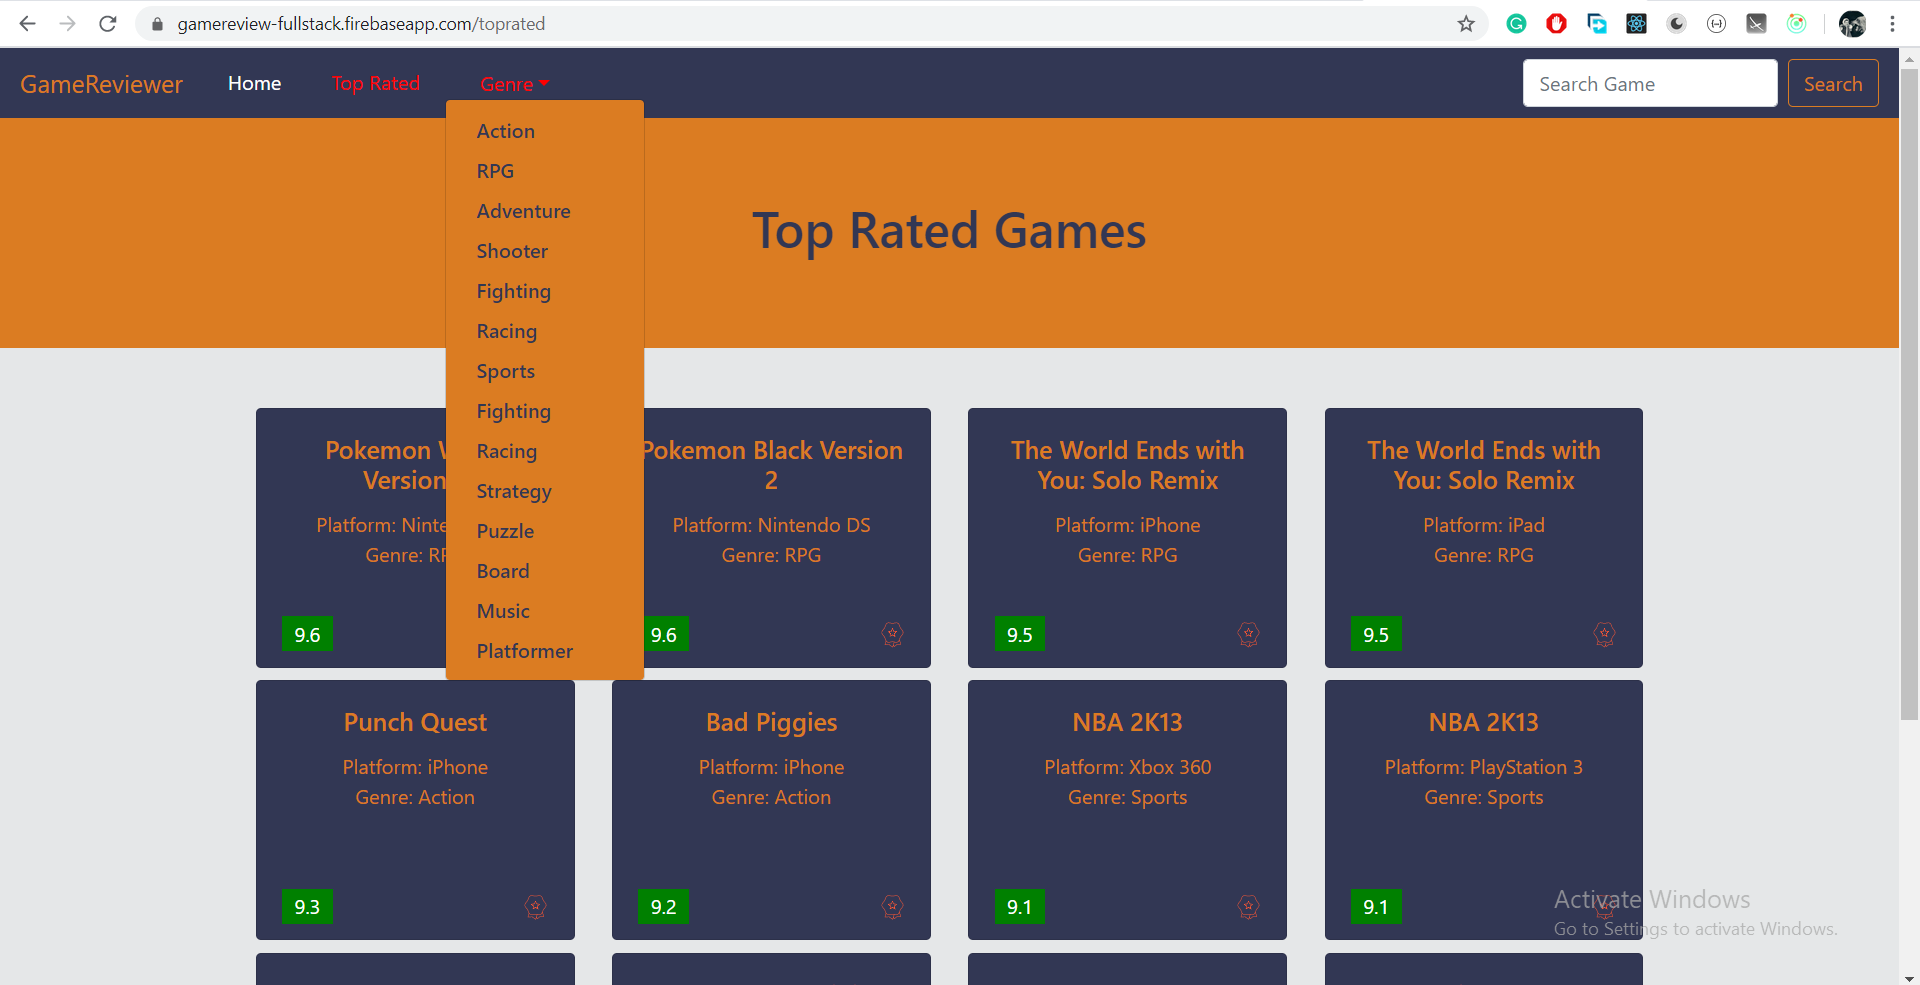 gamereview-fullstack.firebaseapp.com/toprated
GameReviewer
Home
Top Rated
Genre
Search Game
Search
Action
RPG
Adventure
Shooter
Fighting
Racing
Sports
Fighting
Racing
Strategy
Puzzle
Board
Music
Platformer
Top Rated Games
Pokemon
Version
Platform: Ninte
Genre: RP
9.6
Pokemon Black Version
2
Platform: Nintendo DS
Genre: RPG
9.6
The World Ends with
You: Solo Remix
Platform: iPhone
Genre: RPG
9.5
The World Ends with
You: Solo Remix
Platform: iPad
Genre: RPG
9.5
Punch Quest
Platform: iPhone
Genre: Action
9.3
Bad Piggies
Platform: iPhone
Genre: Action
9.2
NBA 2K13
Platform: Xbox 360
Genre: Sports
9.1
NBA 2K13
Platform: PlayStation 3
Genre: Sports
9.1
Activate Windows
Go to Settings to activate Windows.